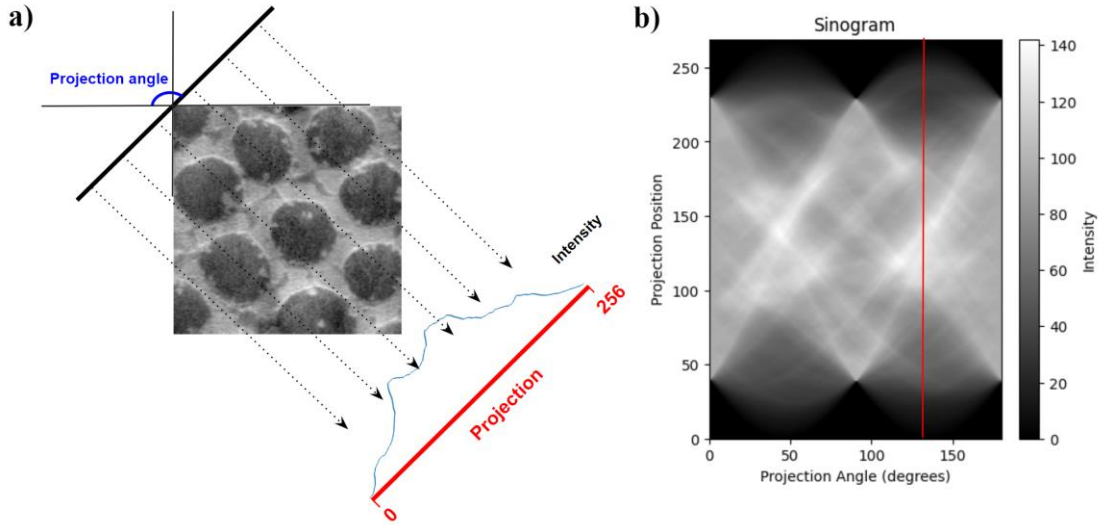 a)
Projection angle
Intensity
256
Projection
0
b)
Sinogram
Projection Position
250
200
150
100
50
0
0
50
100
150
Projection Angle (degrees)
140
120
100
80
60
40
20
0
Intensity